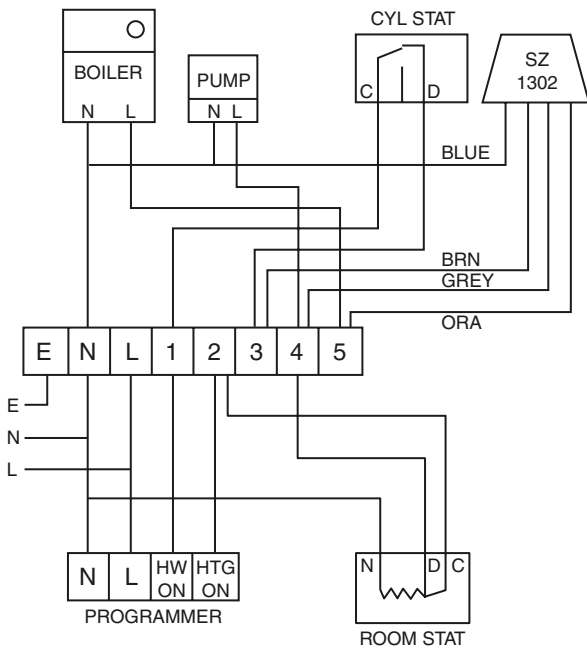 CYL STAT
BOILER
N L
PUMP
N L
C D
SZ
1302
BLUE
BRN
GREY
ORA
E N L 1 2 3 4 5
E
N
L
N L HW
ON HTG
ON
PROGRAMMER
N D C
ROOM STAT